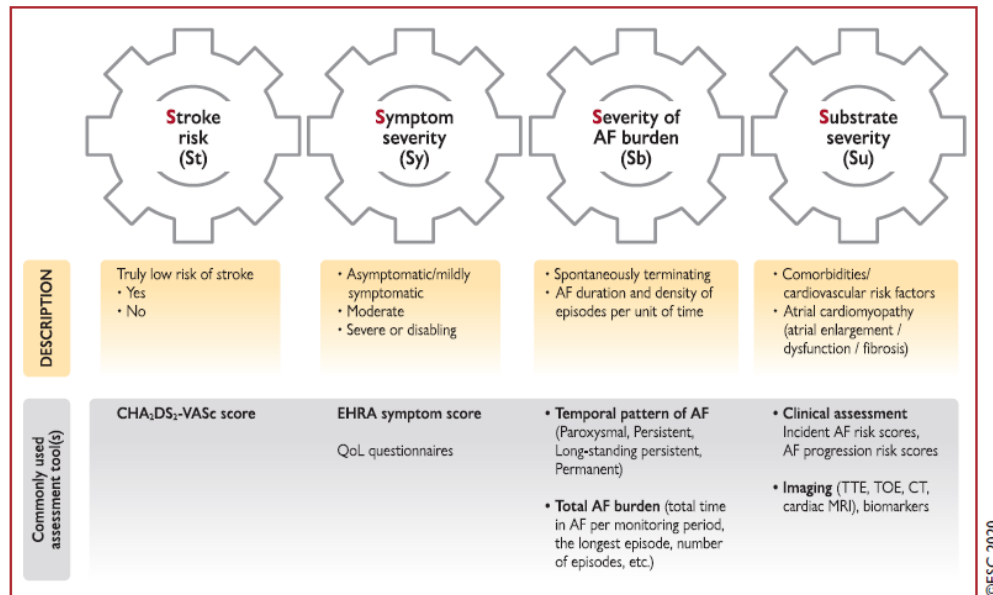 Stroke
risk
(St)
Symptom
severity
(Sy)
Severity of
AF burden
(Sb)
Substrate
severity
(Su)
DESCRIPTION
Truly low risk of stroke
• Yes
• No
• Asymptomatic/mildly
symptomatic
• Moderate
• Severe or disabling
• Spontaneously terminating
• AF duration and density of
episodes per unit of time
• Comorbidities/
cardiovascular risk factors
• Atrial cardiomyopathy
(atrial enlargement /
dysfunction / fibrosis)
Commonly used
assessment tool(s)
CHA₂DS₂-VASc score
EHRA symptom score
QoL questionnaires
• Temporal pattern of AF
(Paroxysmal, Persistent,
Long-standing persistent,
Permanent)
• Total AF burden (total time
in AF per monitoring period,
the longest episode, number
of episodes, etc.)
• Clinical assessment
Incident AF risk scores,
AF progression risk scores
• Imaging (TTE, TOE, CT,
cardiac MRI), biomarkers
©ESC 2020